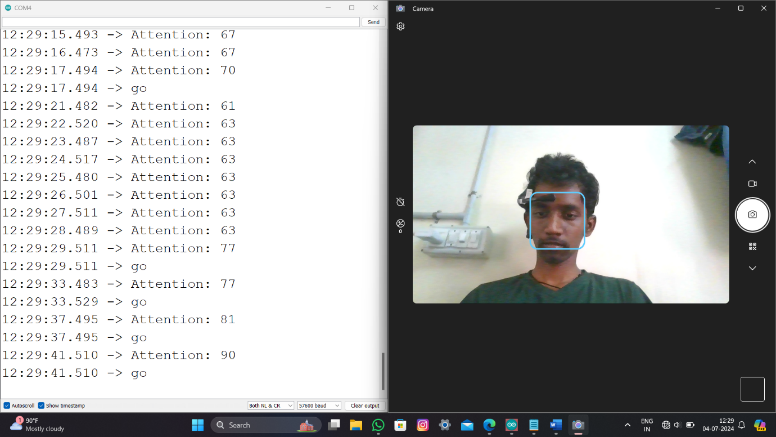 COM4
Send
12:29:15.493 -> Attention: 67
12:29:16.473 -> Attention: 67
12:29:17.494 -> Attention: 70
12:29:17.494 -> go
12:29:21.482 -> Attention: 61
12:29:22.520 -> Attention: 63
12:29:23.487 -> Attention: 63
12:29:24.517 -> Attention: 63
12:29:25.480 -> Attention: 63
12:29:26.501 -> Attention: 63
12:29:27.511 -> Attention: 63
12:29:28.489 -> Attention: 63
12:29:29.511 -> Attention: 77
12:29:29.511 -> go
12:29:33.483 -> Attention: 77
12:29:33.529 -> go
12:29:37.495 -> Attention: 81
12:29:37.495 -> go
12:29:41.510 -> Attention: 90
12:29:41.510 -> go
Autoscroll Show timestamp
Both NL & CR
57600 baud
Clear output
Camera
90°F
Mostly cloudy
Search
ENG
IN
12:29
04-07-2024